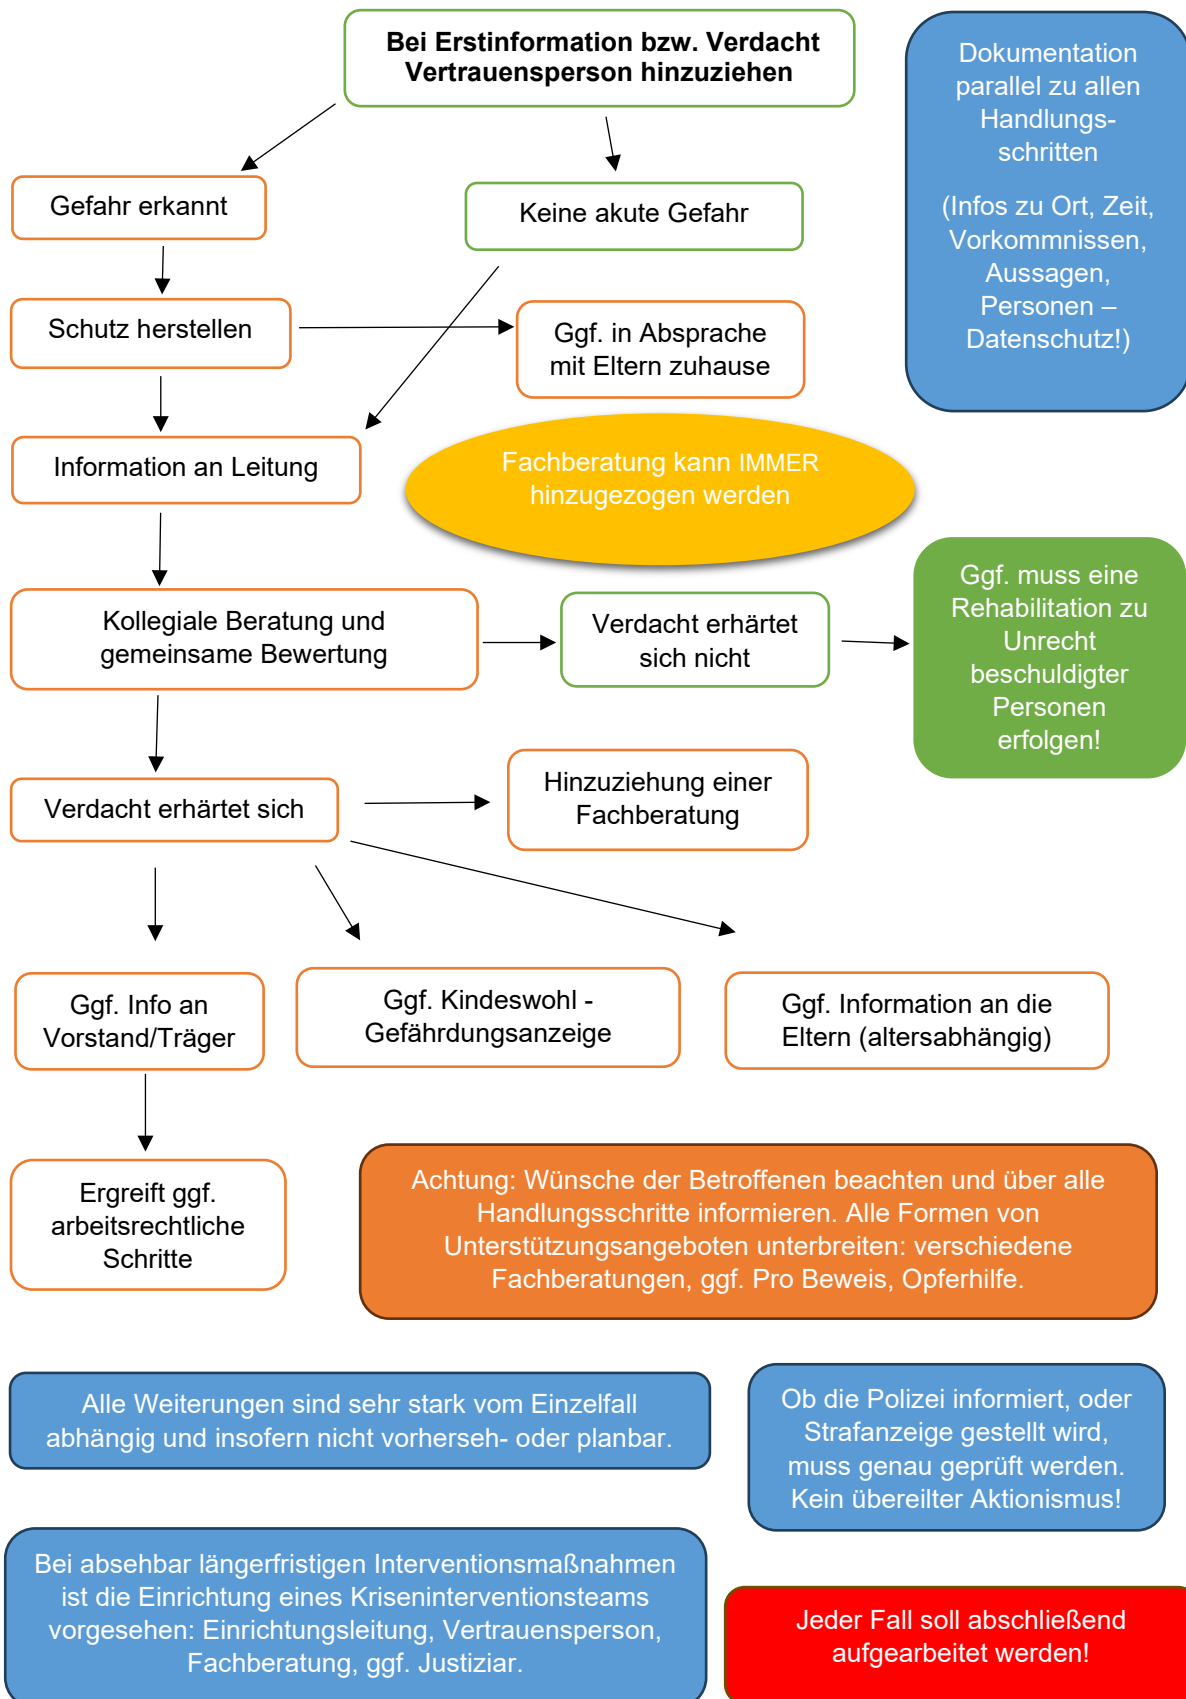 Bei Erstinformation bzw. Verdacht
Vertrauensperson hinzuziehen
Dokumentation
parallel zu allen
Handlungs-
schritten
(Infos zu Ort, Zeit,
Vorkommnissen,
Aussagen,
Personen –
Datenschutz!)
Gefahr erkannt
Keine akute Gefahr
Schutz herstellen
Ggf. in Absprache
mit Eltern zuhause
Information an Leitung
Fachberatung kann IMMER
hinzugezogen werden
Kollegiale Beratung und
gemeinsame Bewertung
Verdacht erhärtet
sich nicht
Ggf. muss eine
Rehabilitation zu
Unrecht
beschuldigter
Personen
erfolgen!
Verdacht erhärtet sich
Hinzuziehung einer
Fachberatung
Ggf. Info an
Vorstand/Träger
Ggf. Kindeswohl -
Gefährdungsanzeige
Ggf. Information an die
Eltern (altersabhängig)
Ergreift ggf.
arbeitsrechtliche
Schritte
Achtung: Wünsche der Betroffenen beachten und über alle
Handlungsschritte informieren. Alle Formen von
Unterstützungsangeboten unterbreiten: verschiedene
Fachberatungen, ggf. Pro Beweis, Opferhilfe.
Alle Weiterungen sind sehr stark vom Einzelfall
abhängig und insofern nicht vorherseh- oder planbar.
Ob die Polizei informiert, oder
Strafanzeige gestellt wird,
muss genau geprüft werden.
Kein übereilter Aktionismus!
Bei absehbar längerfristigen Interventionsmaßnahmen
ist die Einrichtung eines Kriseninterventionsteams
vorgesehen: Einrichtungsleitung, Vertrauensperson,
Fachberatung, ggf. Justiziar.
Jeder Fall soll abschließend
aufgearbeitet werden!